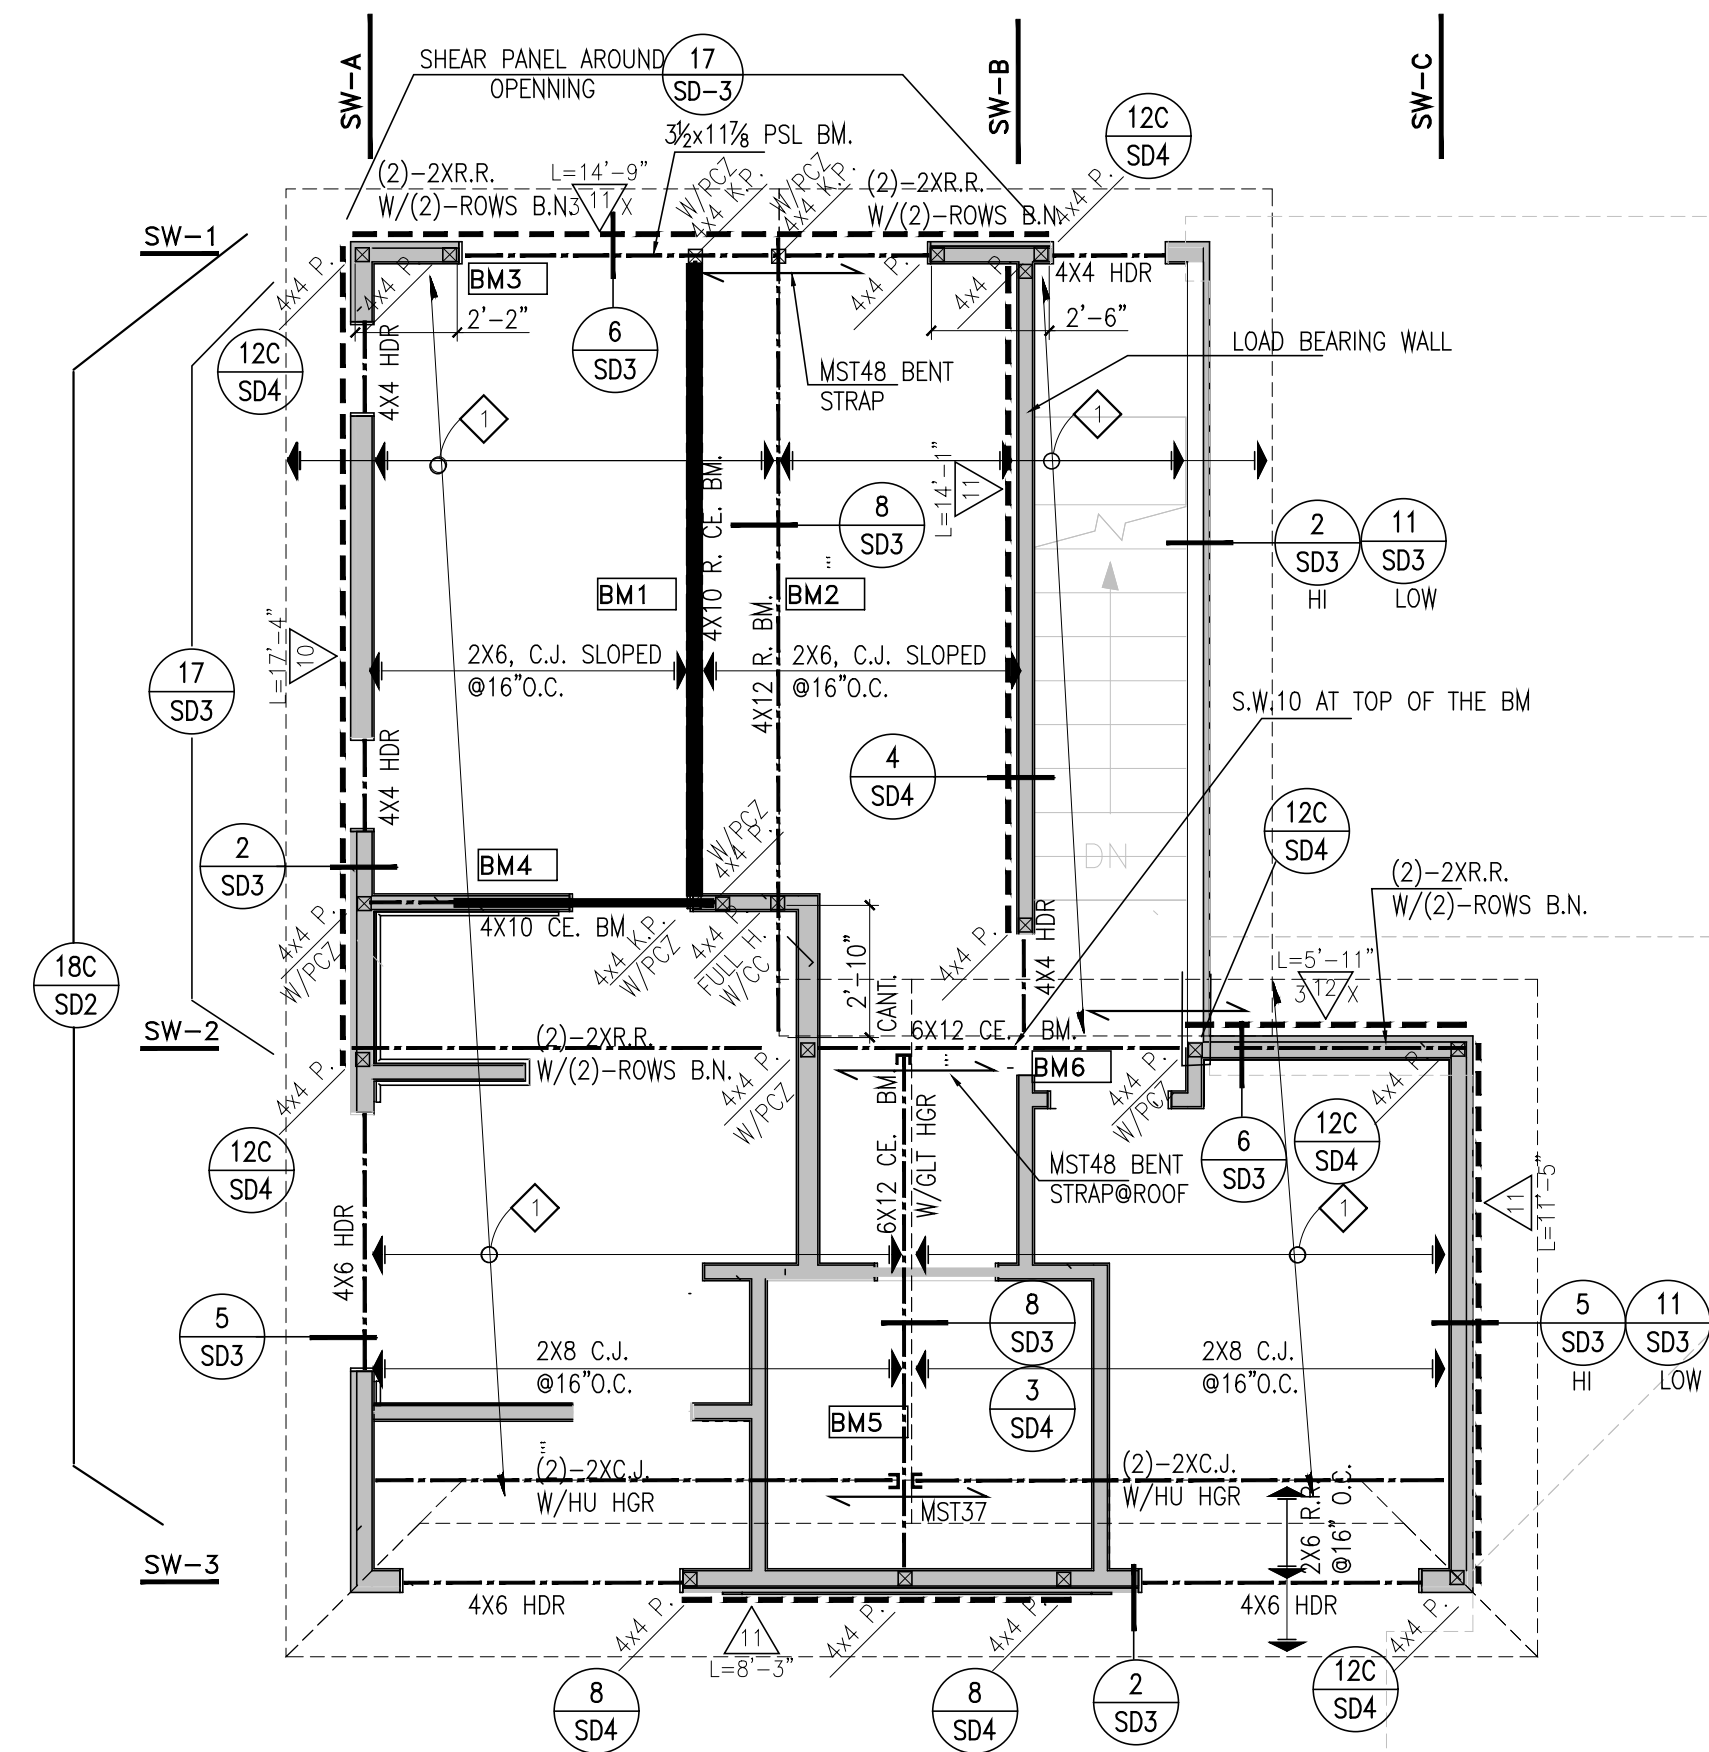 SW-A
SW-B
SW-C
SHEAR PANEL AROUND
OPENNING
17
SD-3
3½x11⅞ PSL BM.
12C
SD4
(2)-2XR.R.
W/(2)-ROWS B.N.
L=14'-9"
3 11 X
W/PCZ
4x4 K.P.
W/PCZ
4x4 K.P.
(2)-2XR.R.
W/(2)-ROWS B.N.
4x4 P.
SW-1
4x4 P.
4x4 P.
BM3
2'-2"
4x4 P.
4x4 P.
4X4 HDR
2'-6"
6
SD3
12C
SD4
4X4 HDR
MST48 BENT
STRAP
LOAD BEARING WALL
1
1
4X10 R. CE. BM.
L=14'-1"
11
8
SD3
2
SD3
HI
11
SD3
LOW
BM1
BM2
4X12 R. BM.
L=17'-4"
10
17
SD3
2X6, C.J. SLOPED
@16"O.C.
2X6, C.J. SLOPED
@16"O.C.
S.W.10 AT TOP OF THE BM
4X4 HDR
4
SD4
12C
SD4
2
SD3
BM4
W/PCZ
4x4 P.
DN
(2)-2XR.R.
W/(2)-ROWS B.N.
4X10 CE. BM.
4x4 P.
W/PCZ
4x4 K.P.
W/PCZ
4x4 P.
FULL H.
W/CC
2'-10"
CANT.
4x4 P.
4X4 HDR
L=5'-11"
3 12 X
18C
SD2
SW-2
(2)-2XR.R.
W/(2)-ROWS B.N.
6X12 CE. BM.
BM6
4x4 P.
4x4 P.
W/PCZ
6X12 CE. BM.
W/GLT HGR
4x4 P.
W/PCZ
4x4 P.
12C
SD4
MST48 BENT
STRAP@ROOF
6
SD3
12C
SD4
11
L=11'-5"
4X6 HDR
1
1
5
SD3
8
SD3
5
SD3
HI
11
SD3
LOW
2X8 C.J.
@16"O.C.
2X8 C.J.
@16"O.C.
3
SD4
BM5
(2)-2XC.J.
W/HU HGR
(2)-2XC.J.
W/HU HGR
MST37
2X6 R.R.
@16" O.C.
SW-3
4X6 HDR
4X6 HDR
4x4 P.
11
L=8'-3"
4x4 P.
4x4 P.
4x4 P.
8
SD4
8
SD4
2
SD3
12C
SD4